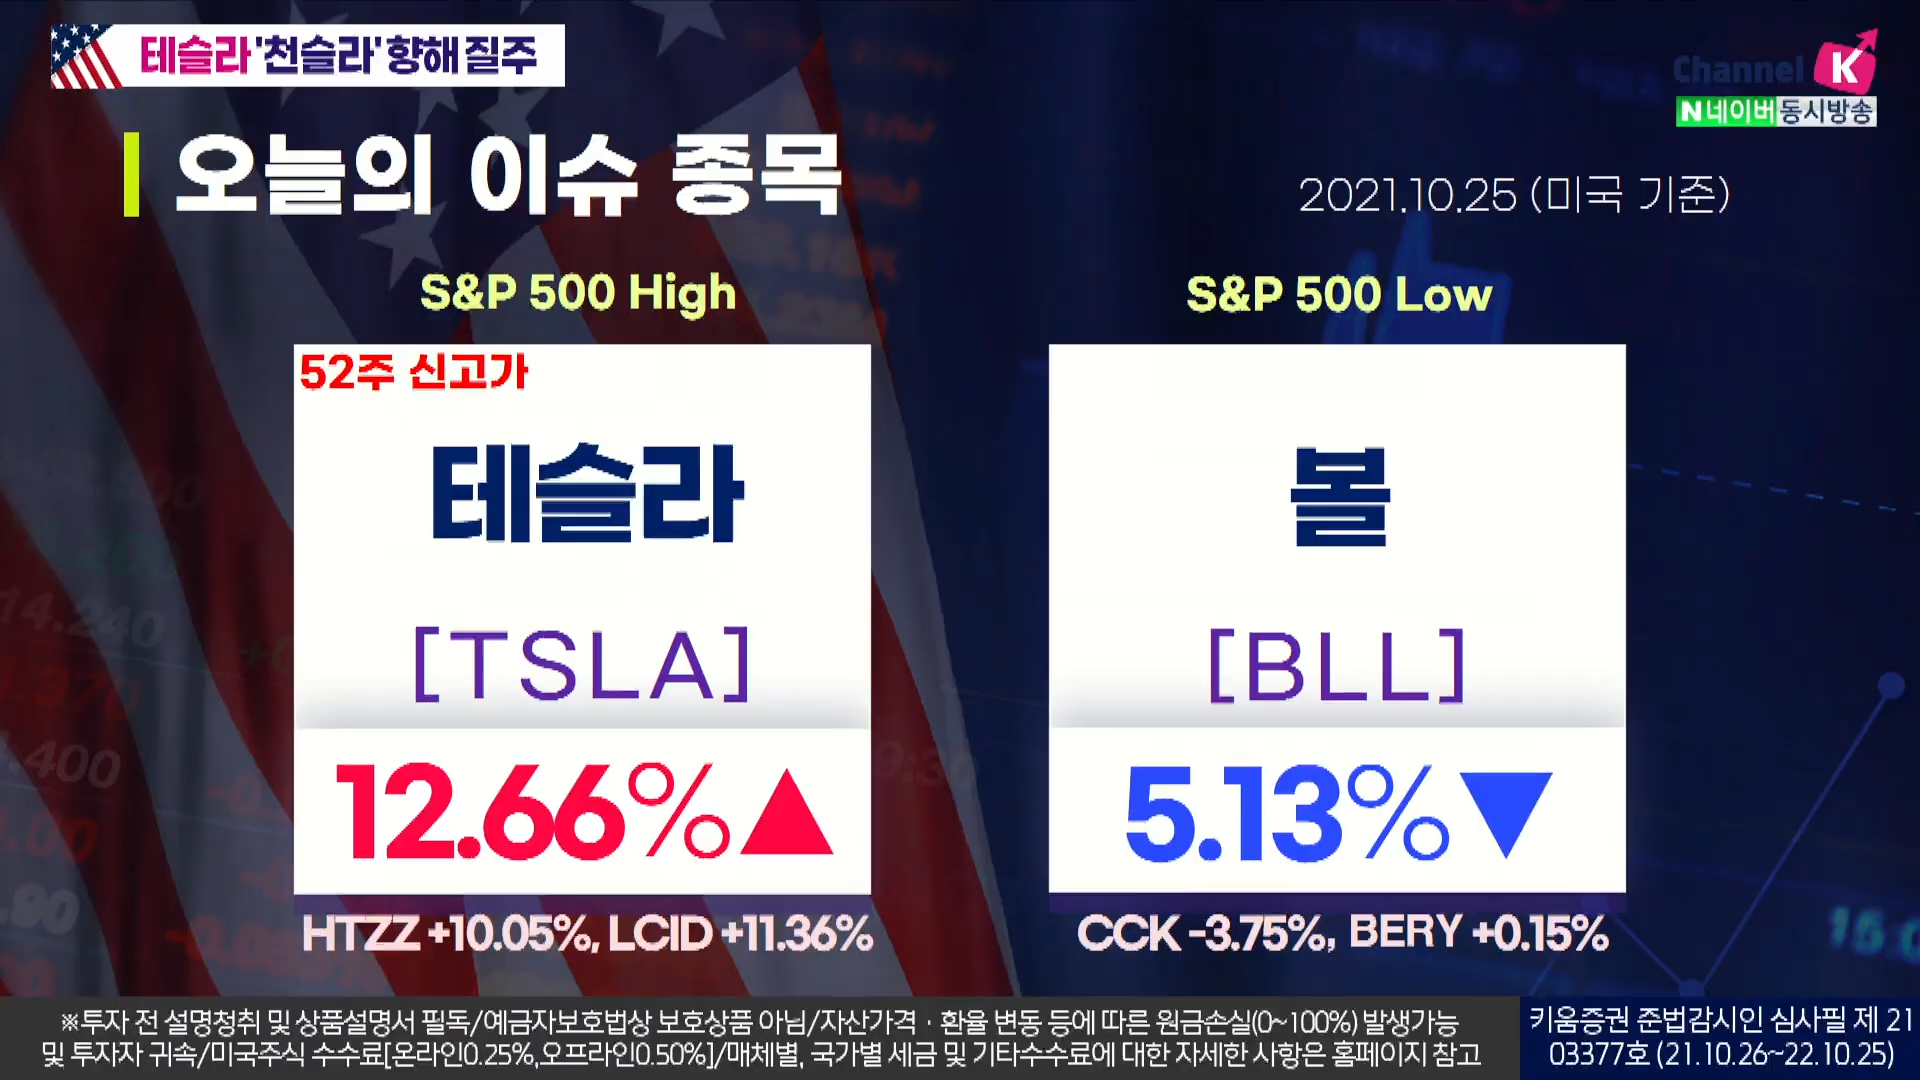 테슬라 '천슬라' 향해 질주
Channel K
N 네이버 동시방송
오늘의 이슈 종목
2021.10.25 (미국 기준)
S&P 500 High
52주 신고가
테슬라
[TSLA]
12.66%▲
HTZZ +10.05%, LCID +11.36%
S&P 500 Low
볼
[BLL]
5.13%▼
CCK -3.75%, BERY +0.15%
※투자 전 설명청취 및 상품설명서 필독/예금자보호법상 보호상품 아님/자산가격·환율 변동 등에 따른 원금손실(0~100%) 발생가능
및 투자자 귀속/미국주식 수수료[온라인0.25%,오프라인0.50%]/매체별, 국가별 세금 및 기타수수료에 대한 자세한 사항은 홈페이지 참고
키움증권 준법감시인 심사필 제 21
03377호 (21.10.26~22.10.25)